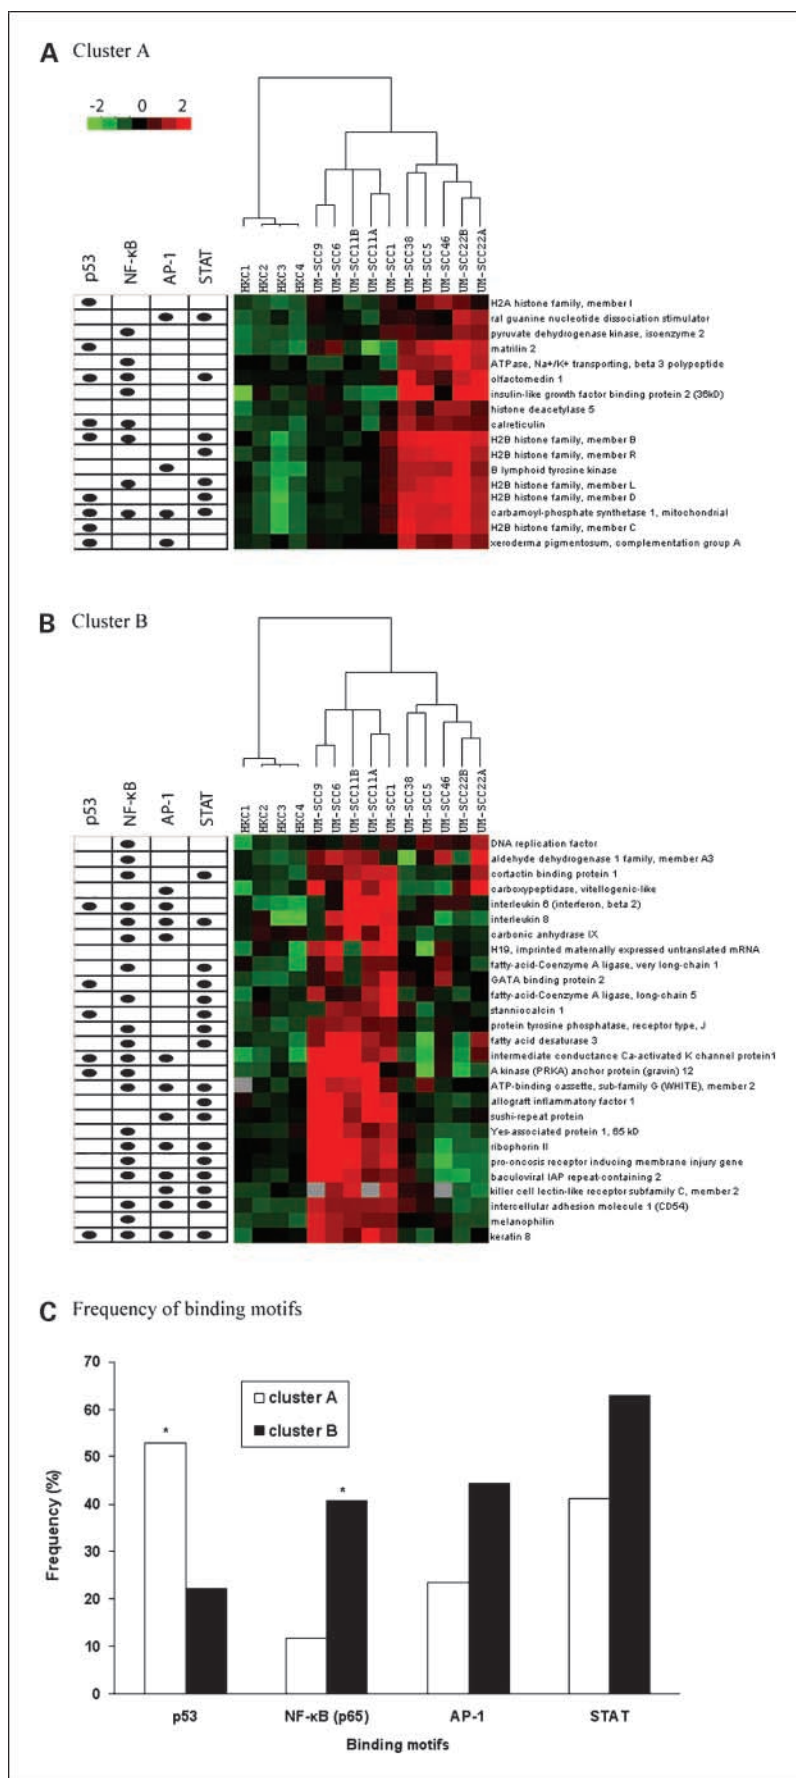 A Cluster A
-2 0 2
p53
NF-κB
AP-1
STAT
HKC1
HKC2
HKC3
HKC4
UM-SCC9
UM-SCC6
UM-SCC11B
UM-SCC11A
UM-SCC1
UM-SCC38
UM-SCC5
UM-SCC46
UM-SCC22B
UM-SCC22A
H2A histone family, member I
ral guanine nucleotide dissociation stimulator
pyruvate dehydrogenase kinase, isoenzyme 2
matrilin 2
ATPase, Na+/K+ transporting, beta 3 polypeptide
olfactomedin 1
insulin-like growth factor binding protein 2 (36kD)
histone deacetylase 5
calreticulin
H2B histone family, member B
H2B histone family, member R
B lymphoid tyrosine kinase
H2B histone family, member L
H2B histone family, member D
carbamoyl-phosphate synthetase 1, mitochondrial
H2B histone family, member C
xeroderma pigmentosum, complementation group A
B Cluster B
p53
NF-κB
AP-1
STAT
HKC1
HKC2
HKC3
HKC4
UM-SCC9
UM-SCC6
UM-SCC11B
UM-SCC11A
UM-SCC1
UM-SCC38
UM-SCC5
UM-SCC46
UM-SCC22B
UM-SCC22A
DNA replication factor
aldehyde dehydrogenase 1 family, member A3
cortactin binding protein 1
carboxypeptidase, vitellogenic-like
interleukin 6 (interferon, beta 2)
interleukin 8
carbonic anhydrase IX
H19, imprinted maternally expressed untranslated mRNA
fatty-acid-Coenzyme A ligase, very long-chain 1
GATA binding protein 2
fatty-acid-Coenzyme A ligase, long-chain 5
stanniocalcin 1
protein tyrosine phosphatase, receptor type, J
fatty acid desaturase 3
intermediate conductance Ca-activated K channel protein1
A kinase (PRKA) anchor protein (gravin) 12
ATP-binding cassette, sub-family G (WHITE), member 2
allograft inflammatory factor 1
sushi-repeat protein
Yes-associated protein 1, 65 kD
ribophorin II
pro-oncosis receptor inducing membrane injury gene
baculoviral IAP repeat-containing 2
killer cell lectin-like receptor subfamily C, member 2
intercellular adhesion molecule 1 (CD54)
melanophilin
keratin 8
C Frequency of binding motifs
Frequency (%)
70
60
50
40
30
20
10
0
cluster A
cluster B
*
*
p53 NF-κB (p65) AP-1 STAT
Binding motifs